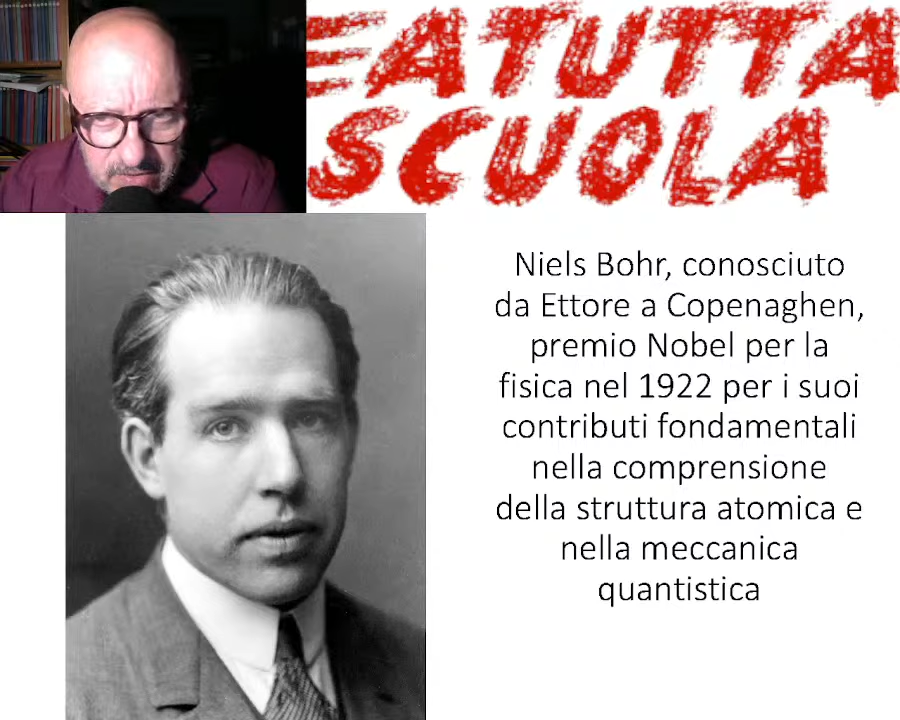 EATUTTA
SCUOLA
Niels Bohr, conosciuto
da Ettore a Copenaghen,
premio Nobel per la
fisica nel 1922 per i suoi
contributi fondamentali
nella comprensione
della struttura atomica e
nella meccanica
quantistica